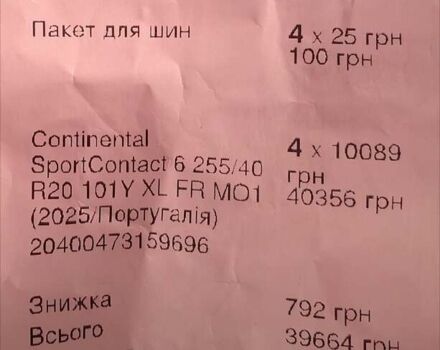 Пакет для шин 4 x 25 грн
100 грн
Continental 4 x 10089
SportContact 6 255/40 грн
R20 101Y XL FR MO1 40356 грн
(2025/Португалія)
20400473159696
Знижка 792 грн
Всього 39664 грн